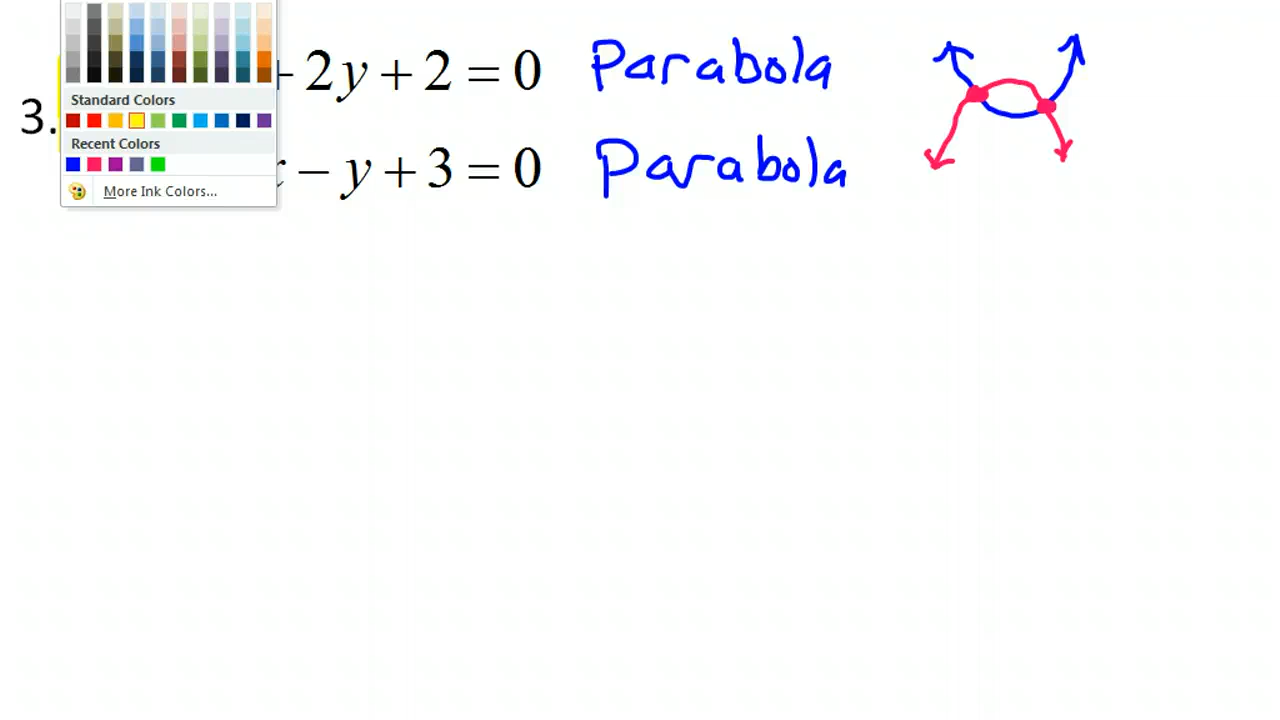 + 2y + 2 = 0 Parabola
Standard Colors
3.
Recent Colors
− y + 3 = 0 Parabola
More Ink Colors...